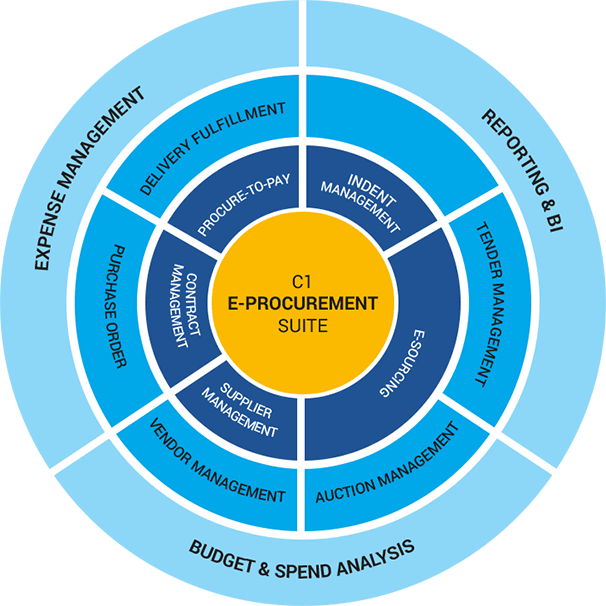 C1
E-PROCUREMENT
SUITE
PROCURE-TO-PAY
INDENT
MANAGEMENT
E-SOURCING
SUPPLIER
MANAGEMENT
CONTRACT
MANAGEMENT
DELIVERY FULFILLMENT
TENDER MANAGEMENT
AUCTION MANAGEMENT
VENDOR MANAGEMENT
PURCHASE ORDER
EXPENSE MANAGEMENT
REPORTING & BI
BUDGET & SPEND ANALYSIS